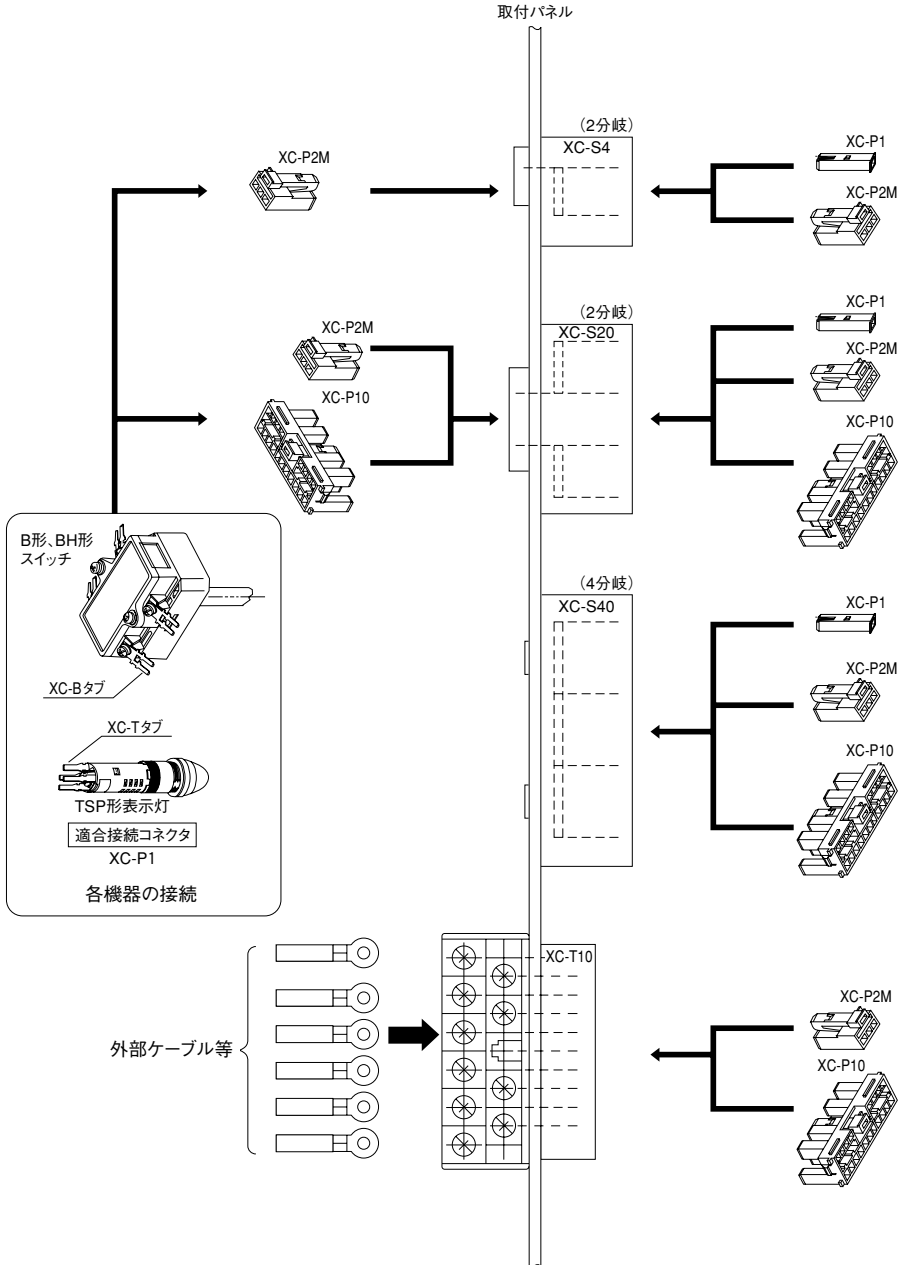 取付パネル
(2分岐)
XC-S4
XC-P2M
XC-P1
XC-P2M
(2分岐)
XC-S20
XC-P2M
XC-P10
XC-P1
XC-P2M
XC-P10
B形、BH形
スイッチ
XC-Bタブ
XC-Tタブ
TSP形表示灯
適合接続コネクタ
XC-P1
各機器の接続
(4分岐)
XC-S40
XC-P1
XC-P2M
XC-P10
外部ケーブル等
XC-T10
XC-P2M
XC-P10